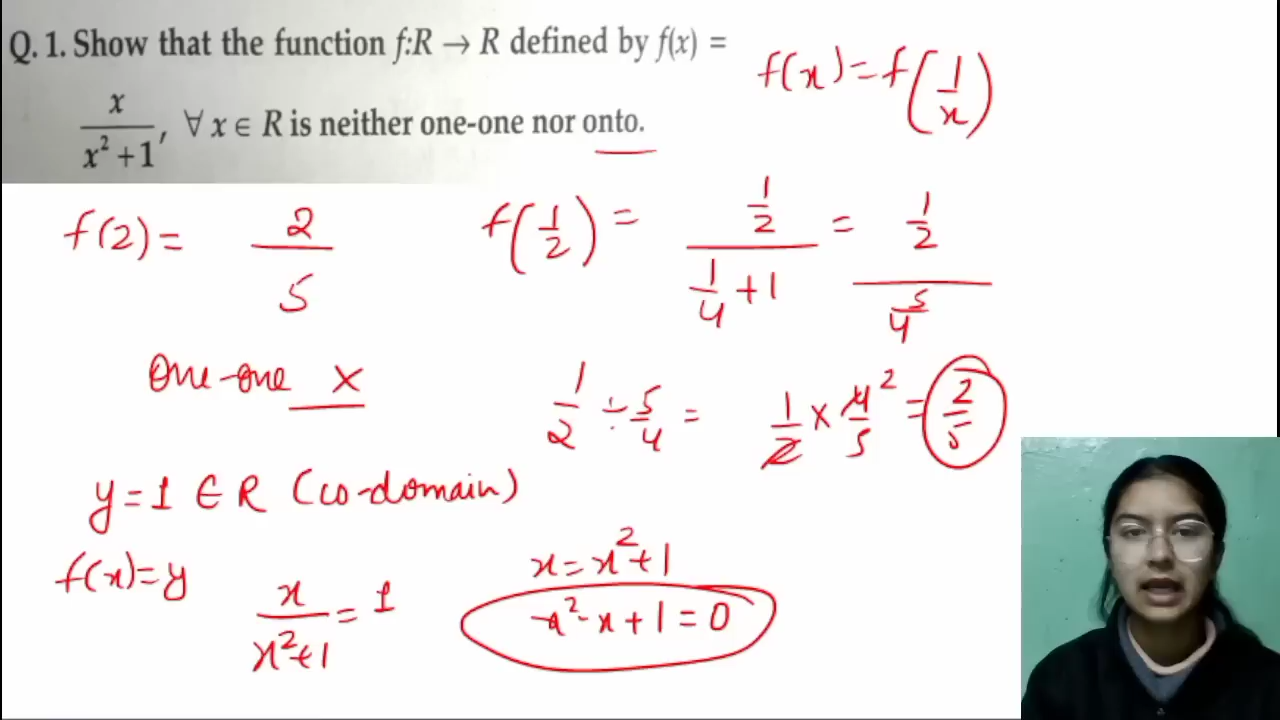 Q. 1. Show that the function f:R → R defined by f(x) =
x/(x² + 1), ∀ x ∈ R is neither one-one nor onto.
f(x) = f(1/x)
f(2) = 2/5
f(1/2) = (1/2)/(1/4 + 1) = (1/2)/(5/4)
One-one ×
1/2 ÷ 5/4 = 1/2 × 4/5 2 = 2/5
y = 1 ∈ R (co-domain)
f(x) = y
x/(x² + 1) = 1
x = x² + 1
x² - x + 1 = 0